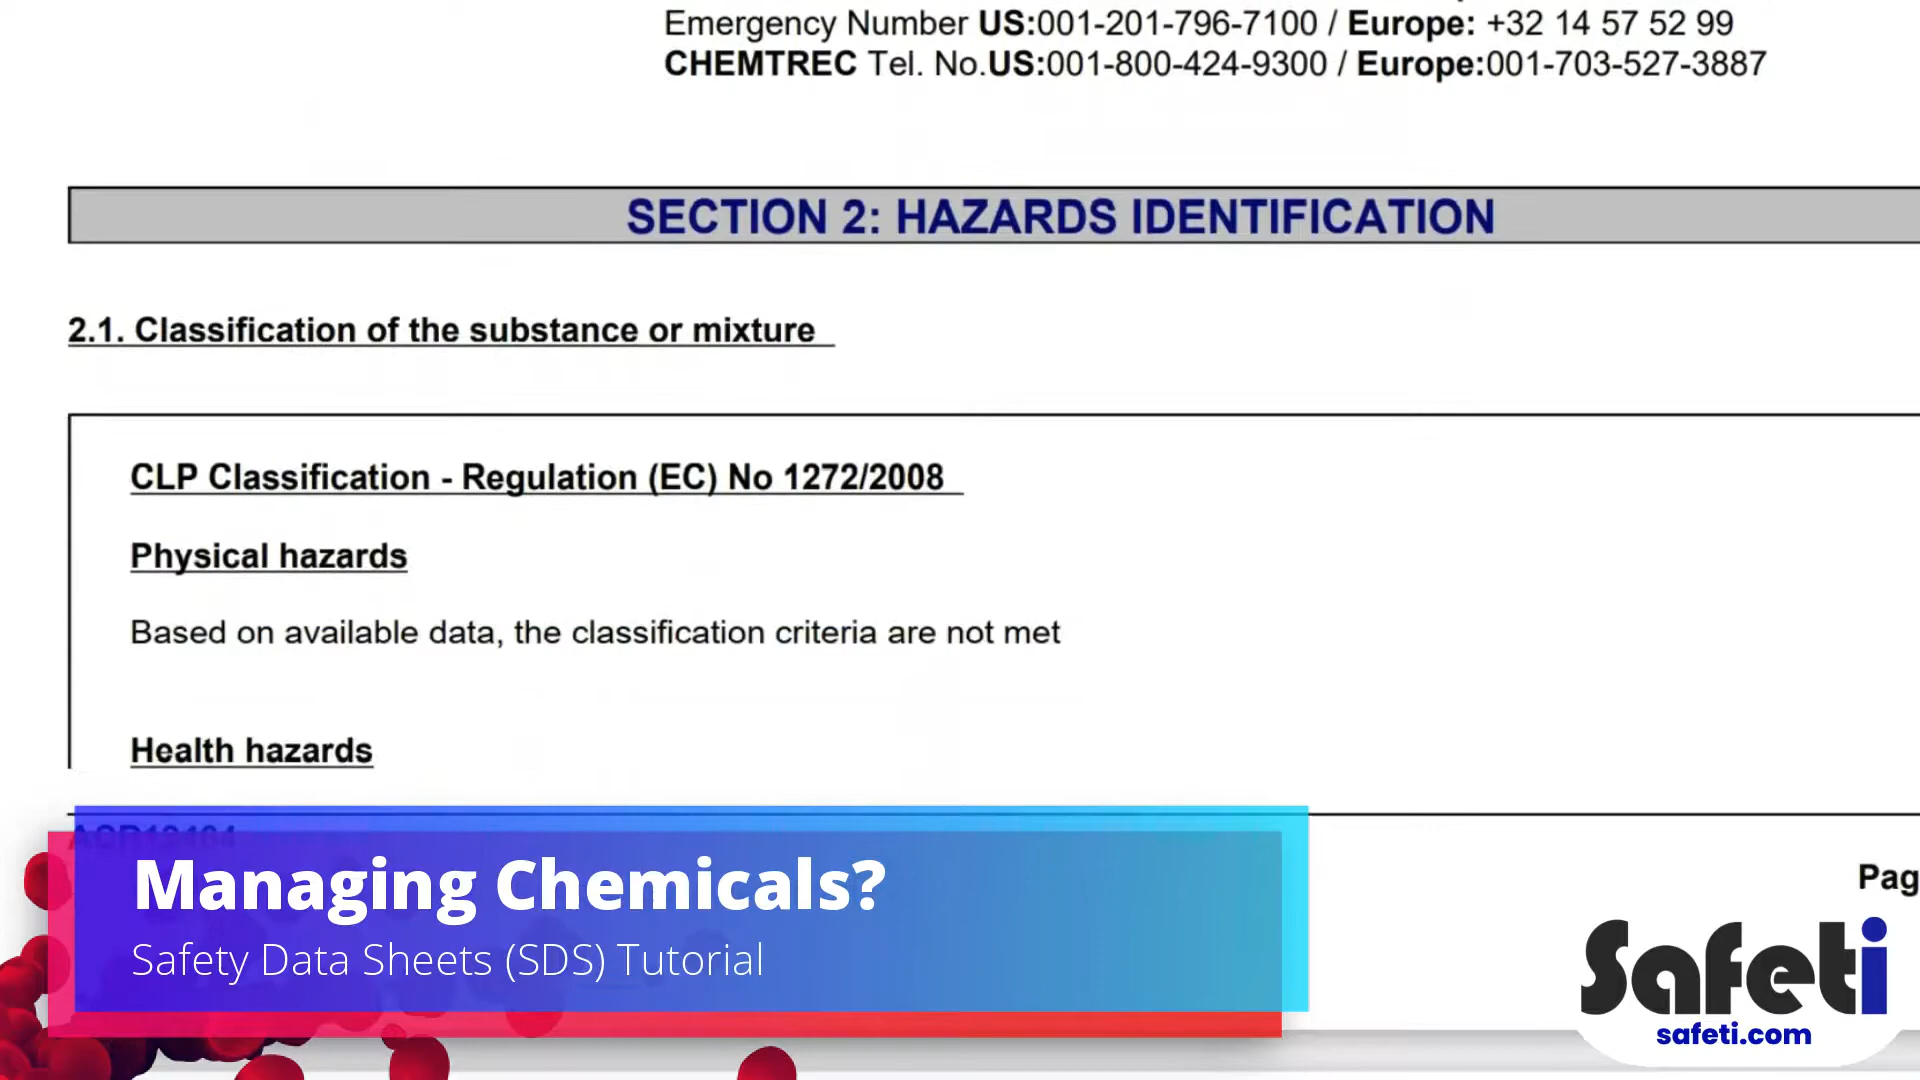 Emergency Number US:001-201-796-7100 / Europe: +32 14 57 52 99
CHEMTREC Tel. No.US:001-800-424-9300 / Europe:001-703-527-3887
SECTION 2: HAZARDS IDENTIFICATION
2.1. Classification of the substance or mixture
CLP Classification - Regulation (EC) No 1272/2008
Physical hazards
Based on available data, the classification criteria are not met
Health hazards
Managing Chemicals?
Safety Data Sheets (SDS) Tutorial
Pag
Safeti
safeti.com